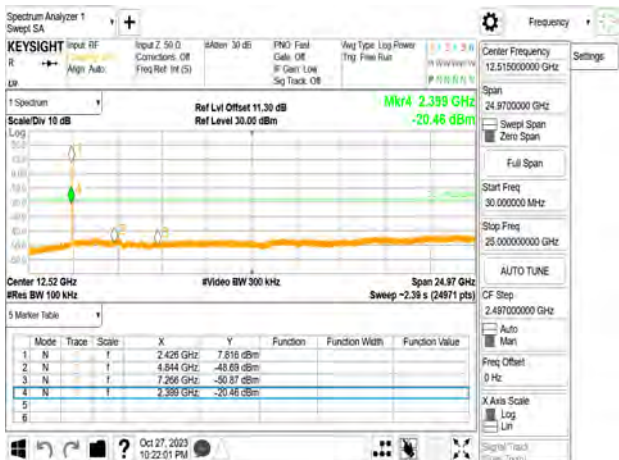 Spectrum Analyzer 1
Swept SA
+
Frequency
KEYSIGHT Input: RF
Input Z: 50 Ω
#Atten: 30 dB
PNO: Fast
Avg Type: Log Power
R
Corrections: Off
Gate: Off
Trig: Free Run
Align: Auto
Freq Ref: Int (S)
IF Gain: Low
Sig Track: Off
Center Frequency
12.515000000 GHz
Settings
1 Spectrum
Scale/Div 10 dB
Ref Lvl Offset 11.30 dB
Ref Level 30.00 dBm
Mkr4 2.399 GHz
-20.46 dBm
Log
Span
24.9700000 GHz
Swept Span
Zero Span
Full Span
Start Freq
30.000000 MHz
Stop Freq
25.000000000 GHz
AUTO TUNE
Center 12.52 GHz
#Video BW 300 kHz
Span 24.97 GHz
#Res BW 100 kHz
Sweep ~2.39 s (24971 pts)
CF Step
2.497000000 GHz
Auto
Man
Freq Offset
0 Hz
X Axis Scale
Log
Lin
5 Marker Table
Mode Trace Scale X Y Function Function Width Function Value
1 N f 2.426 GHz 7.816 dBm
2 N f 4.844 GHz -48.69 dBm
3 N f 7.266 GHz -50.87 dBm
4 N f 2.399 GHz -20.46 dBm
5
6
?
Oct 27, 2023
10:22:01 PM